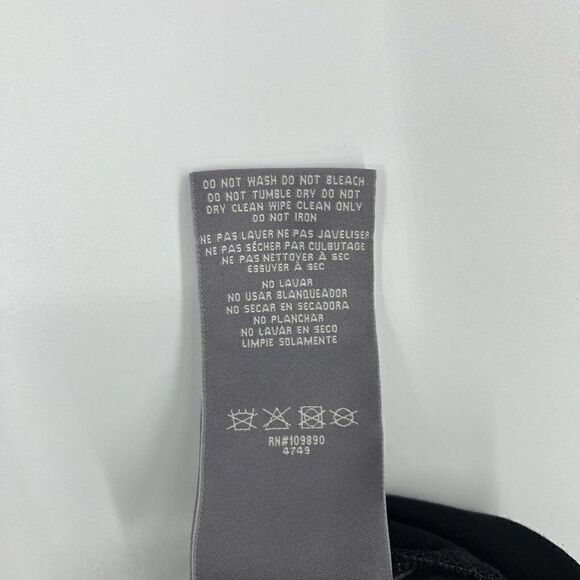 DO NOT WASH DO NOT BLEACH
DO NOT TUMBLE DRY DO NOT
DRY CLEAN WIPE CLEAN ONLY
DO NOT IRON
NE PAS LAVER NE PAS JAVELISER
NE PAS SÉCHER PAR CULBUTAGE
NE PAS NETTOYER À SEC
ESSUYER À SEC
NO LAVAR
NO USAR BLANQUEADOR
NO SECAR EN SECADORA
NO PLANCHAR
NO LAVAR EN SECO
LIMPIE SOLAMENTE
RN#109890
4749